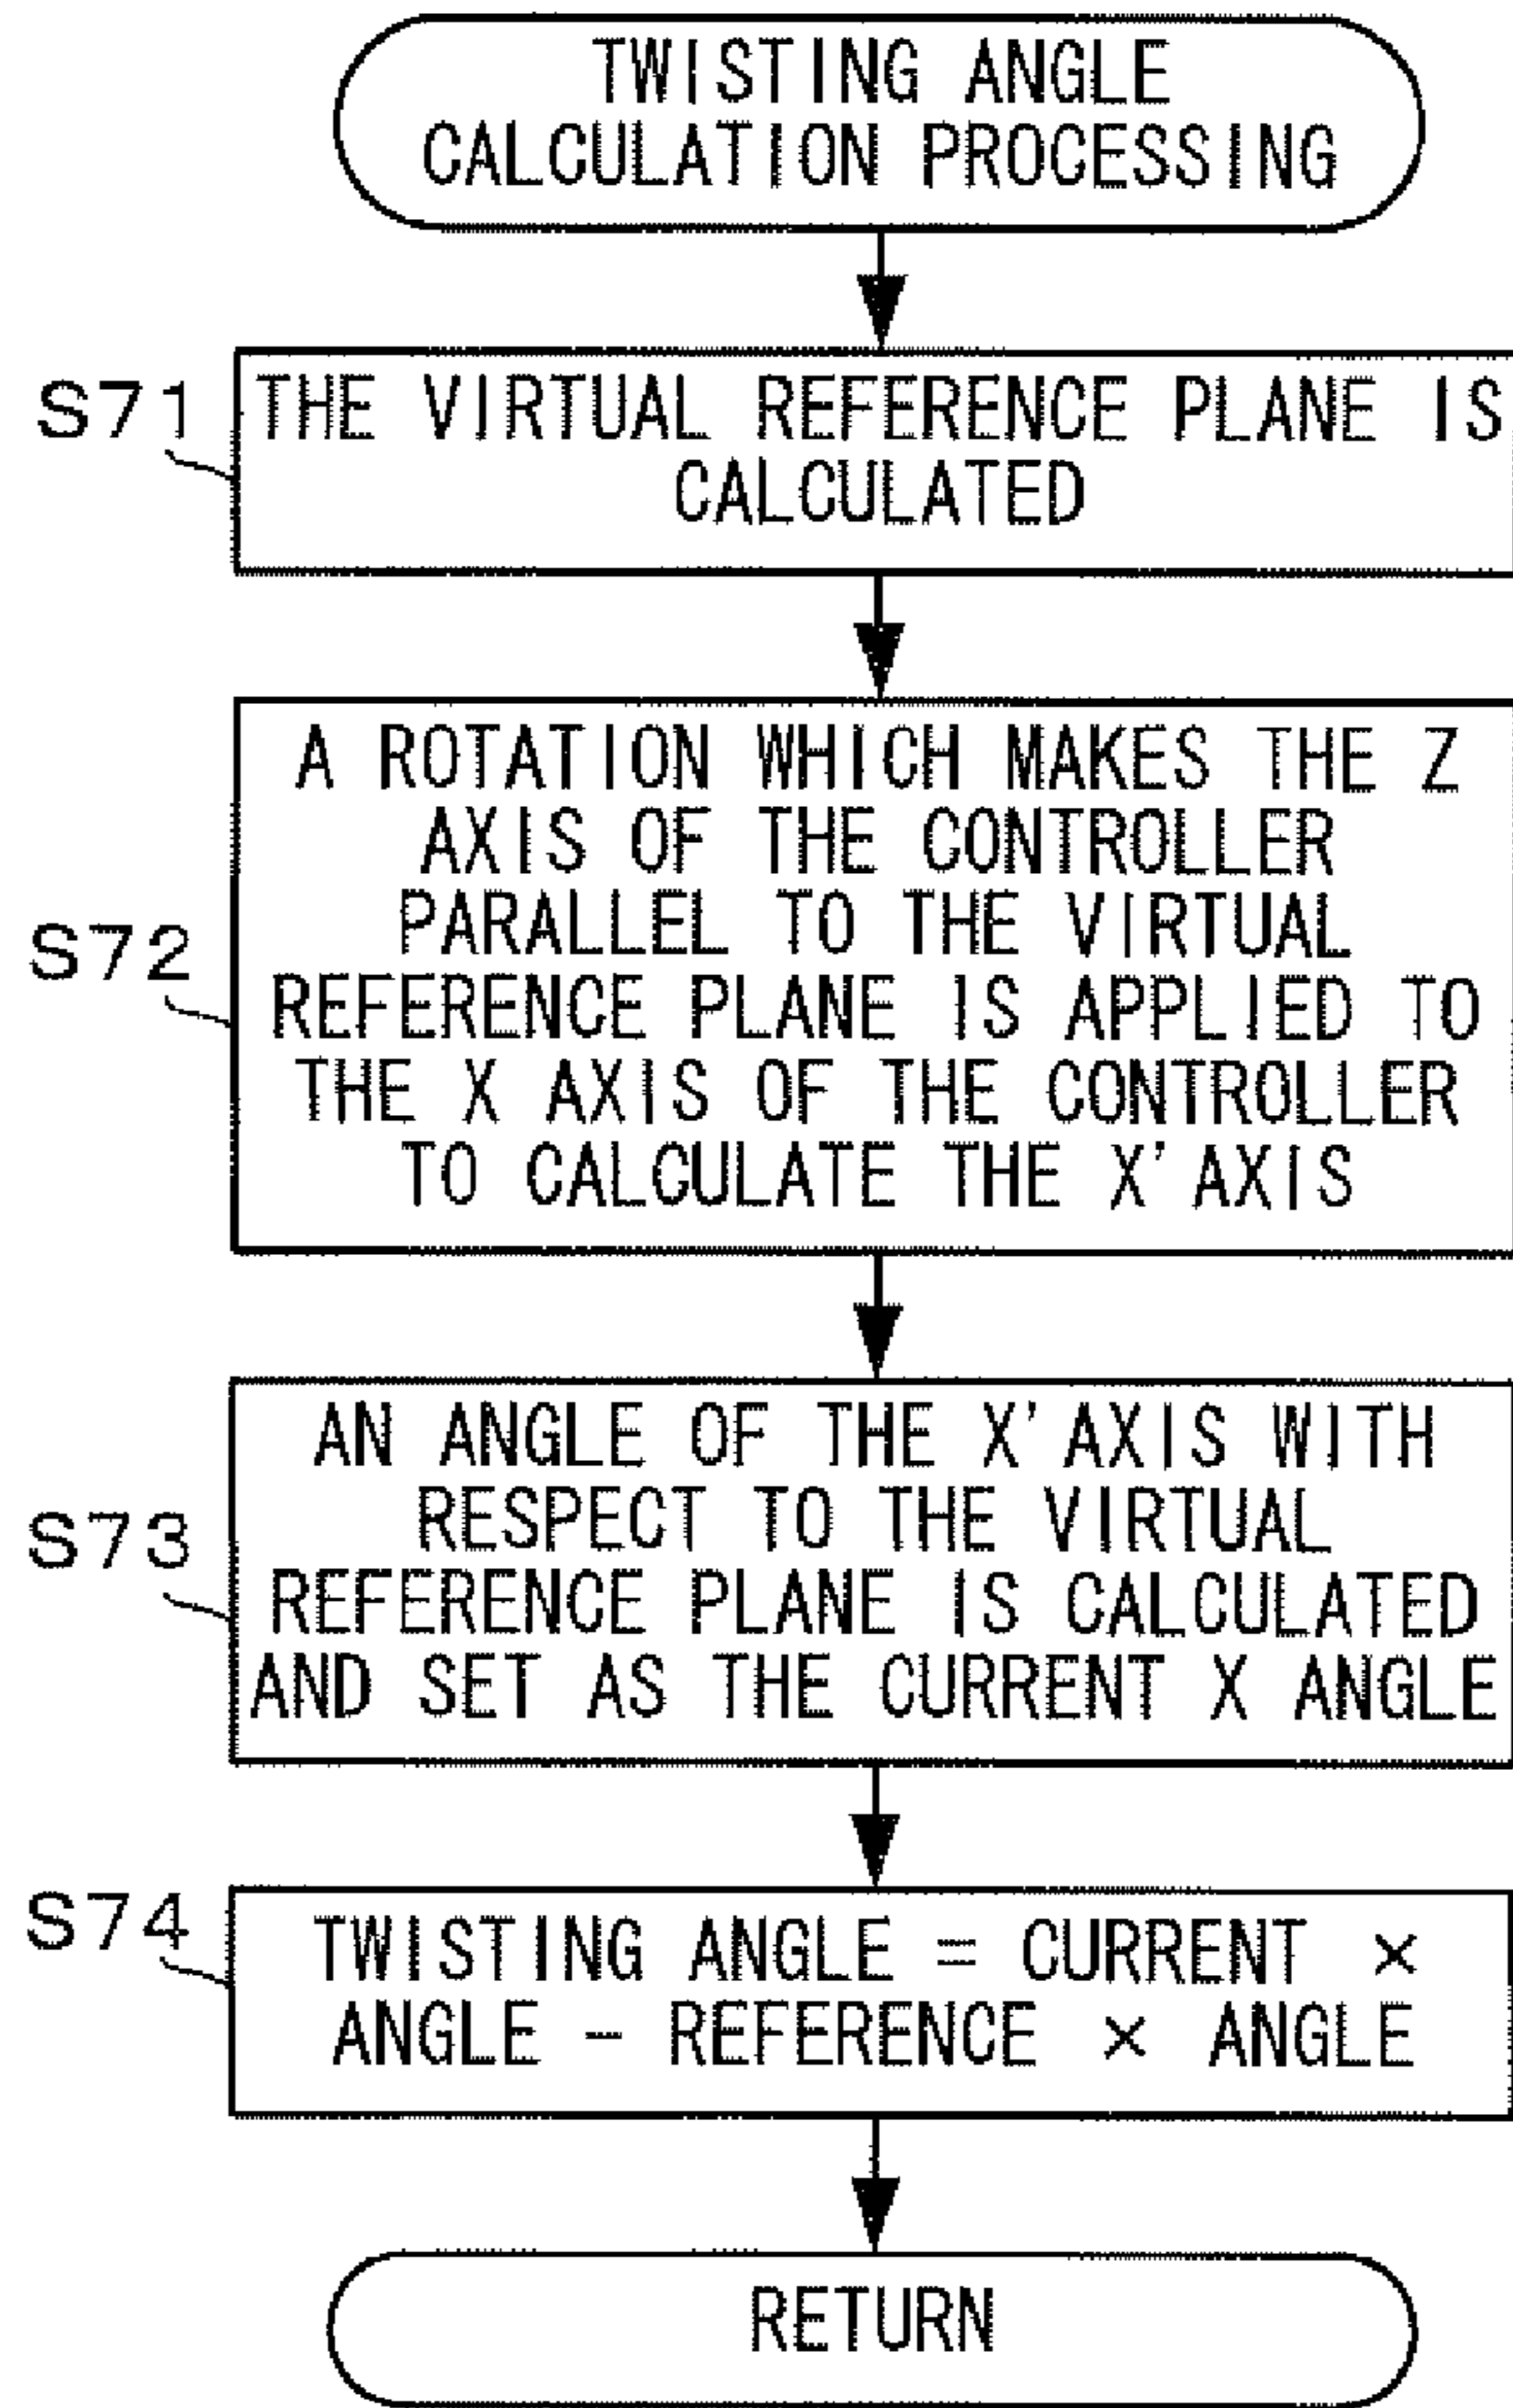 TWISTING ANGLE
CALCULATION PROCESSING
S71
THE VIRTUAL REFERENCE PLANE IS
CALCULATED
S72
A ROTATION WHICH MAKES THE Z
AXIS OF THE CONTROLLER
PARALLEL TO THE VIRTUAL
REFERENCE PLANE IS APPLIED TO
THE X AXIS OF THE CONTROLLER
TO CALCULATE THE X'AXIS
S73
AN ANGLE OF THE X'AXIS WITH
RESPECT TO THE VIRTUAL
REFERENCE PLANE IS CALCULATED
AND SET AS THE CURRENT X ANGLE
S74
TWISTING ANGLE = CURRENT ×
ANGLE - REFERENCE × ANGLE
RETURN